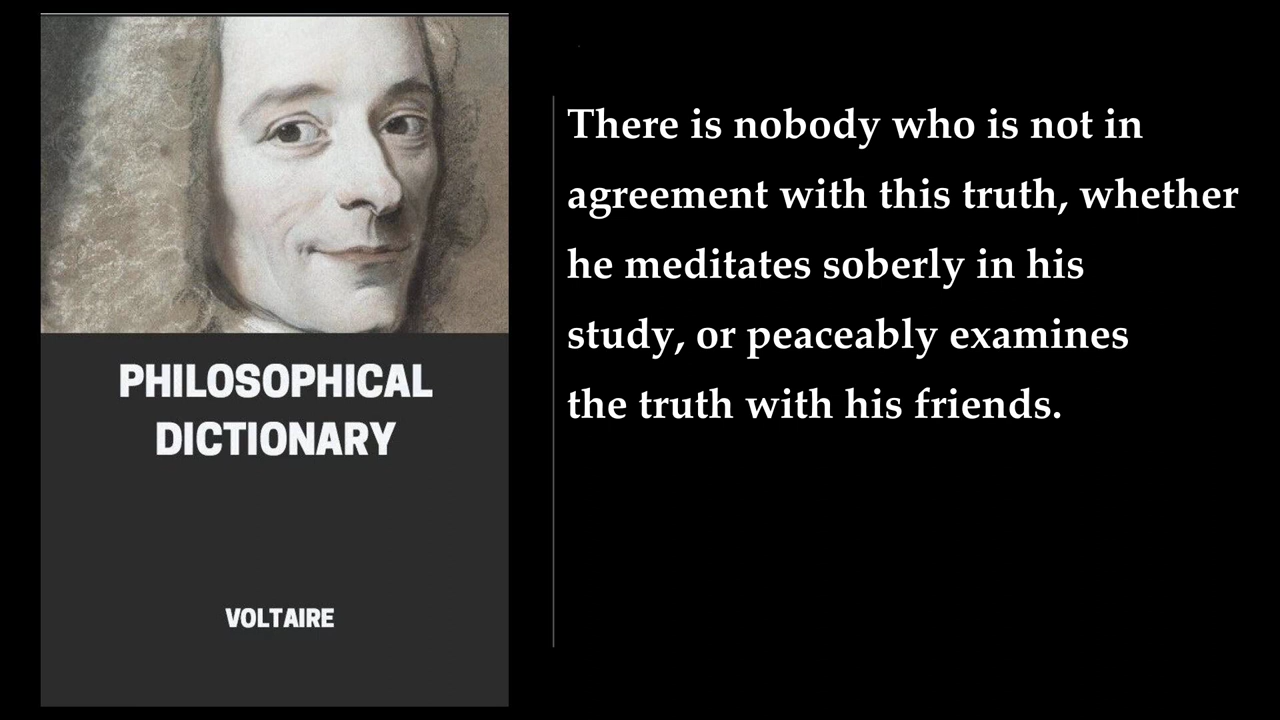 PHILOSOPHICAL
DICTIONARY
VOLTAIRE
There is nobody who is not in
agreement with this truth, whether
he meditates soberly in his
study, or peaceably examines
the truth with his friends.